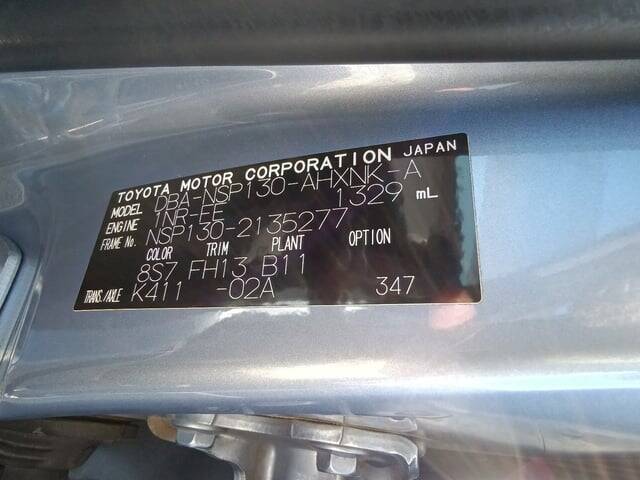 TOYOTA MOTOR CORPORATION JAPAN
MODEL DBA-NSP130-AHXNK-A
ENGINE 1NR-FE 1329 mL
FRAME No. NSP130-2135277
COLOR TRIM PLANT OPTION
8S7 FH13 B11
TRANS./AXLE K411 -02A 347